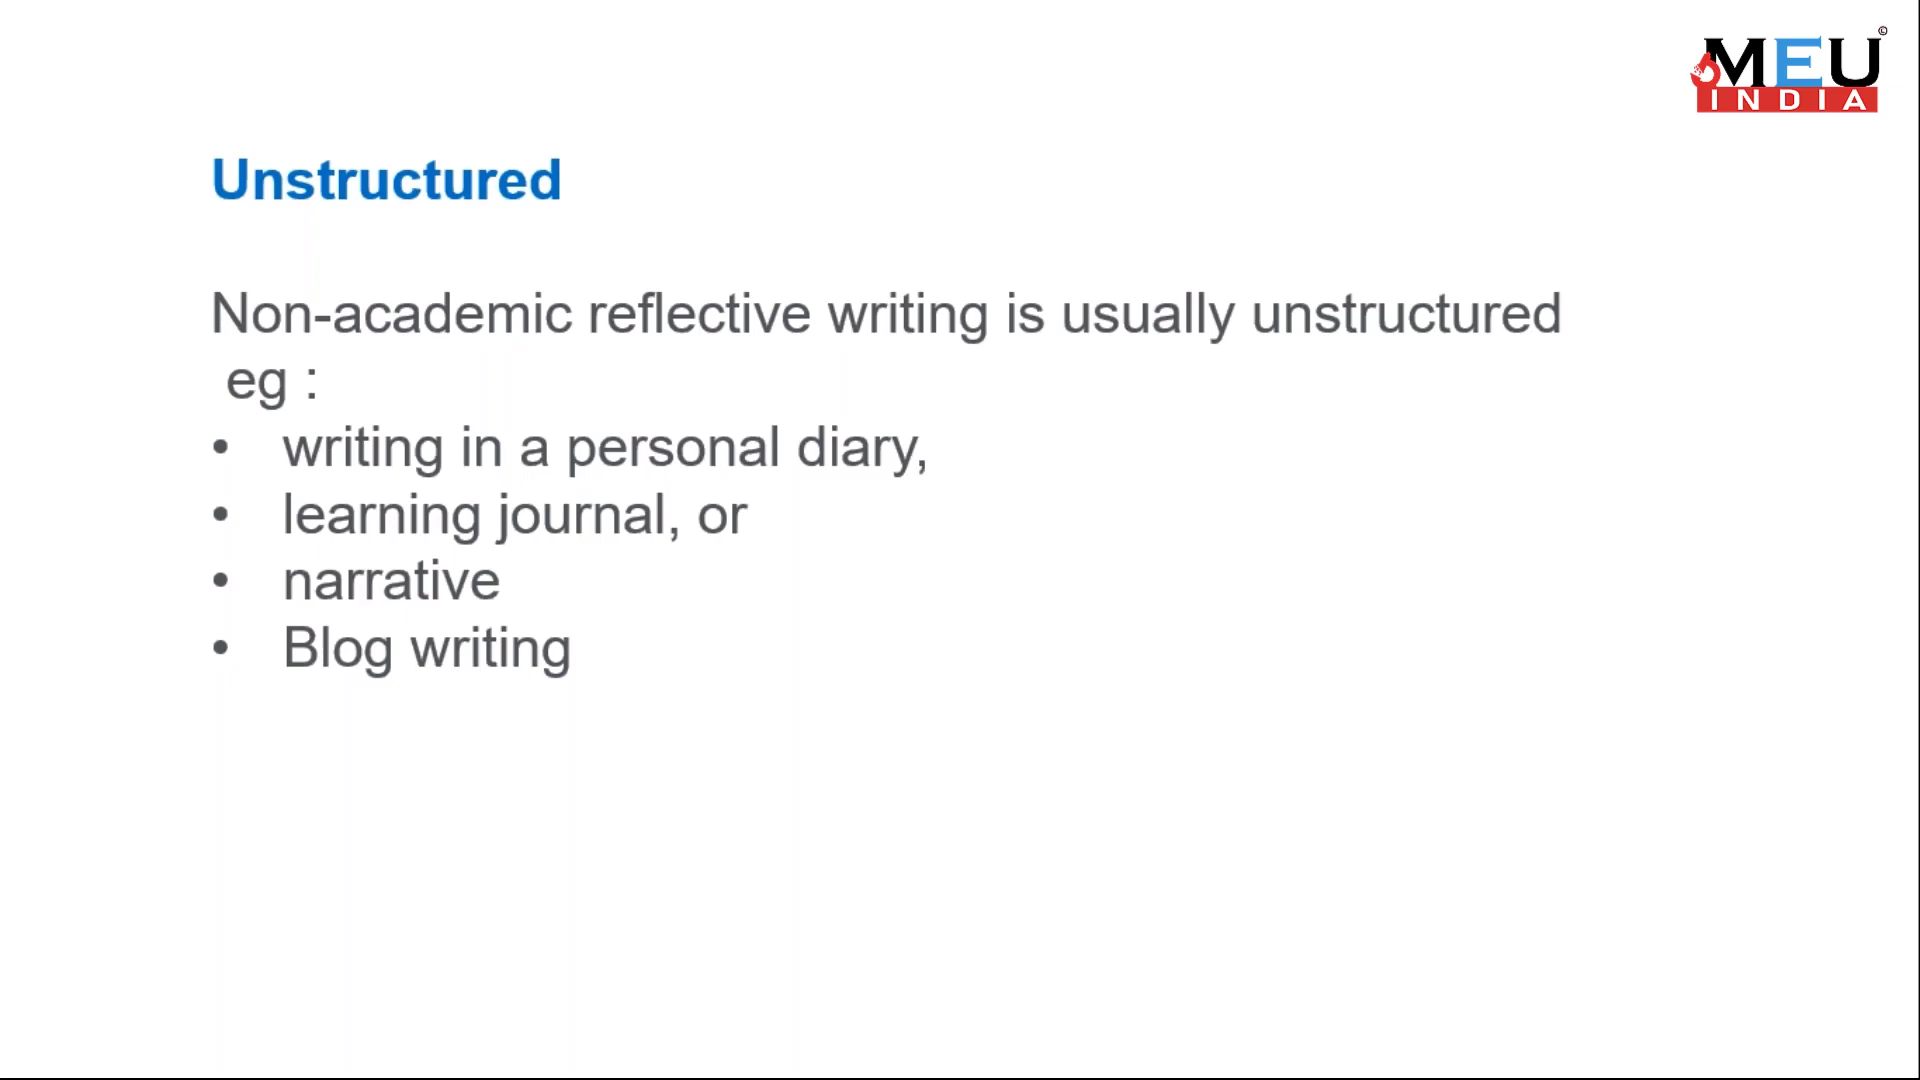 ©
MEU
INDIA
Unstructured
Non-academic reflective writing is usually unstructured
eg :
• writing in a personal diary,
• learning journal, or
• narrative
• Blog writing